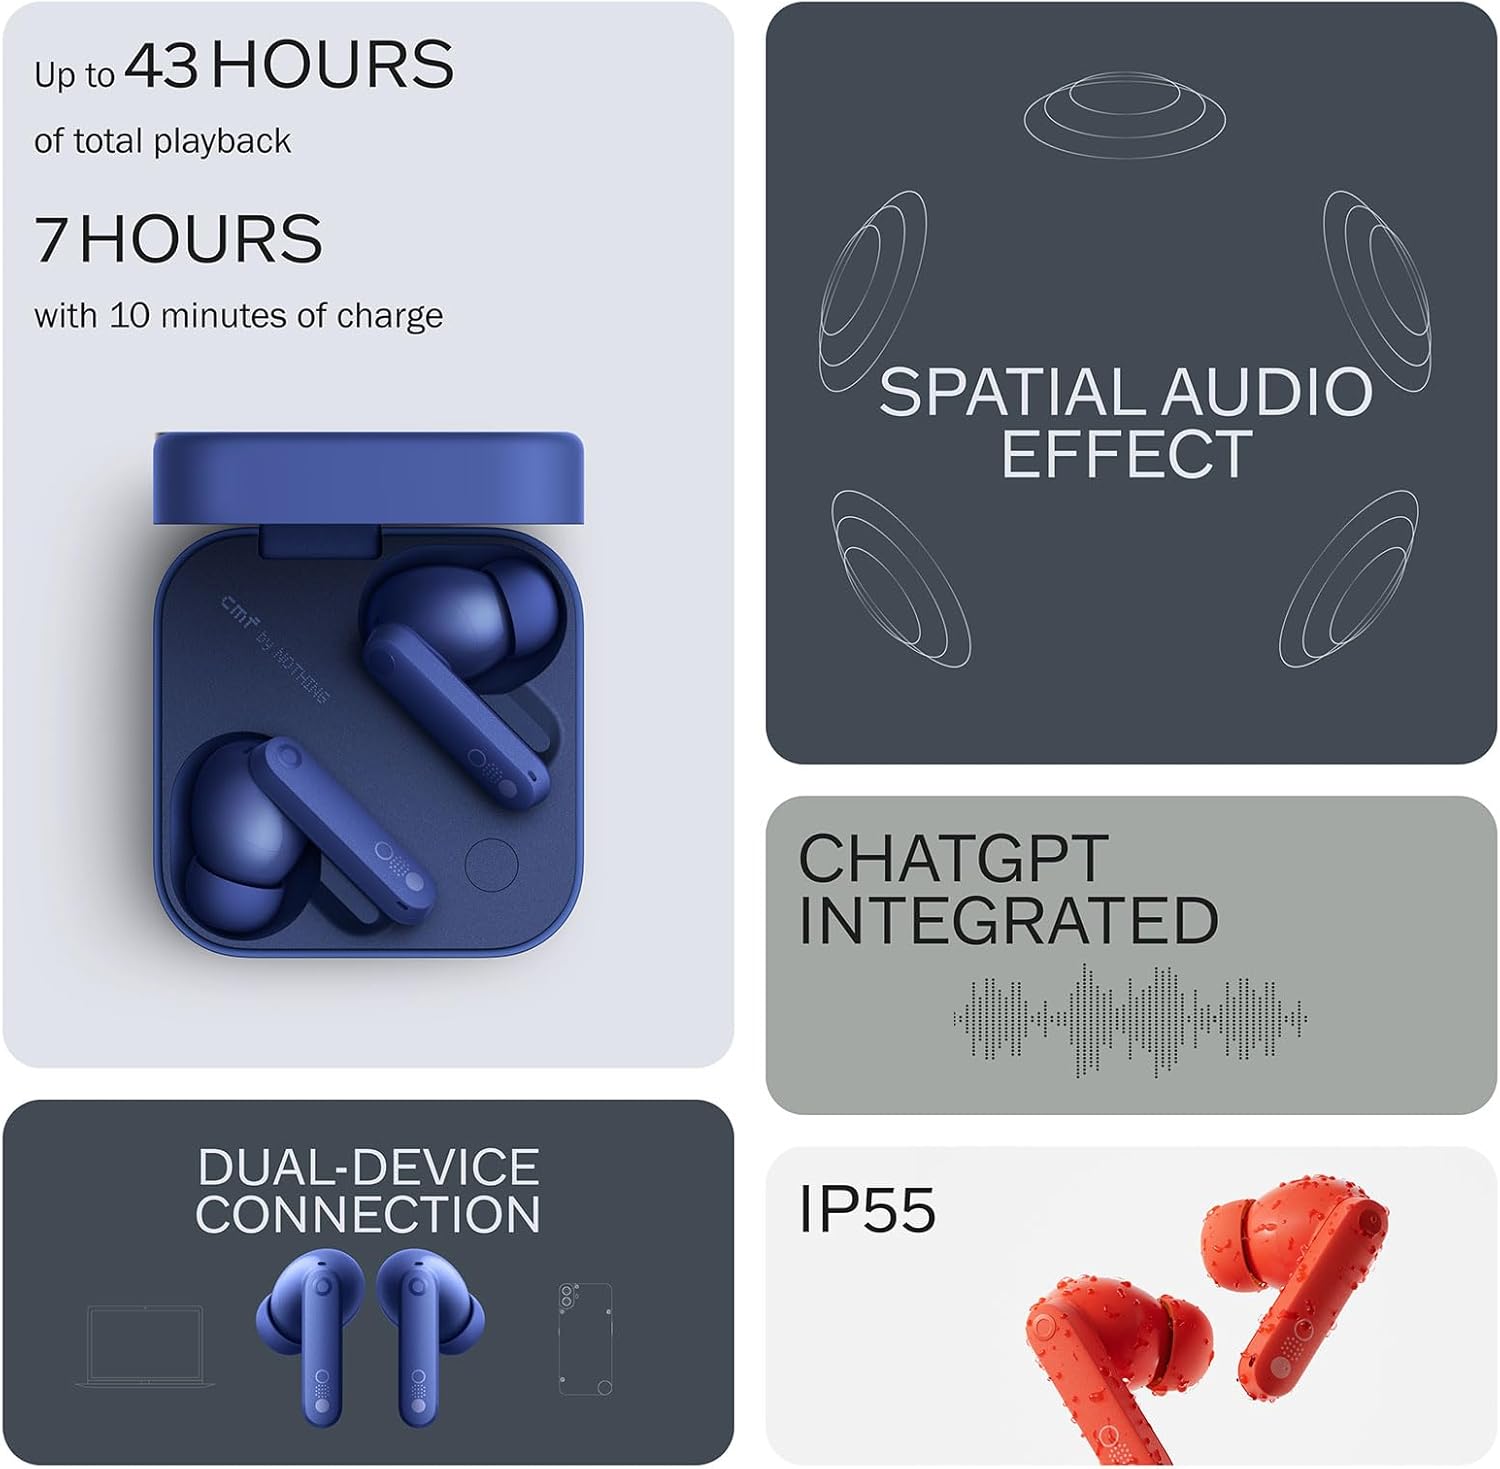 Up to 43 HOURS
of total playback
7 HOURS
with 10 minutes of charge
cmf by NOTHING
SPATIAL AUDIO
EFFECT
CHATGPT
INTEGRATED
DUAL-DEVICE
CONNECTION
IP55